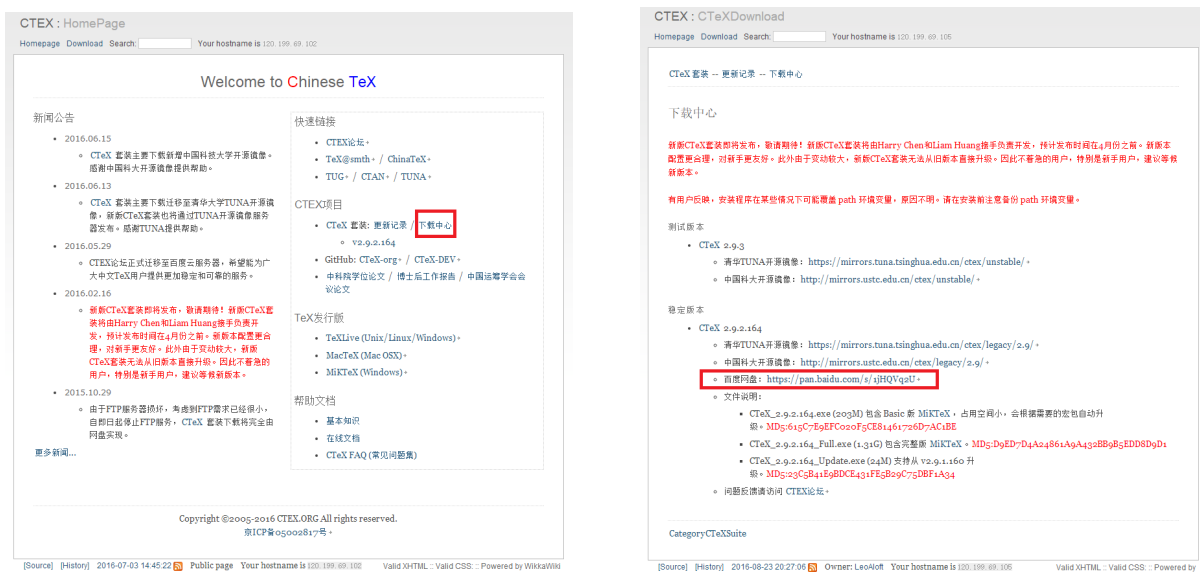 CTEX : HomePage
Homepage Download Search: Your hostname is 120.199.69.102
Welcome to Chinese TeX
新闻公告
2016.06.15
CTeX 套装主要下载新增中国科技大学开源镜像。
感谢中国科大开源镜像提供帮助。
2016.06.13
CTeX 套装主要下载移至清华大学TUNA开源镜
像，新版CTeX套装也将通过TUNA开源镜像服务
器发布。感谢TUNA提供帮助。
2016.05.29
CTEX论坛正式迁移至百度云服务器，希望能为广
大中文TeX用户提供更加稳定和可靠的服务。
2016.02.16
新版CTeX套装即将发布，敬请期待！新版CTeX套
装将由Harry Chen和Liam Huang接手负责开
发，预计发布时间在4月份之前。新版本配置更合
理，对新手更友好。此外由于变动较大，新版
CTeX套装无法从旧版本直接升级。因此不着急的
用户，特别是新手用户，建议等候新版本。
2015.10.29
由于FTP服务器损坏，考虑到FTP需求已经很小，
自即日起停止FTP服务，CTeX 套装下载将完全由
网盘实现。
更多新闻...
快速链接
CTEX论坛
TeX@smth / ChinaTeX
TUG / CTAN / TUNA
CTEX项目
CTeX 套装: 更新记录 / 下载中心
v2.9.2.164
GitHub: CTeX-org / CTeX-DEV
中科院学位论文 / 博士后工作报告 / 中国运筹学会会
议论文
TeX发行版
TeXLive (Unix/Linux/Windows)
MacTeX (Mac OSX)
MiKTeX (Windows)
帮助文档
基本知识
在线文档
CTeX FAQ (常见问题集)
Copyright ©2005-2016 CTEX.ORG All rights reserved.
京ICP备05002817号
[Source] [History] 2016-07-03 14:45:22 Public page Your hostname is 120.199.69.102 Valid XHTML :: Valid CSS: :: Powered by WikkaWiki
CTEX : CTeXDownload
Homepage Download Search: Your hostname is 120.199.69.105
CTeX 套装 -- 更新记录 -- 下载中心
下载中心
新版CTeX套装即将发布，敬请期待！新版CTeX套装将由Harry Chen和Liam Huang接手负责开发，预计发布时间在4月份之前。新版本
配置更合理，对新手更友好。此外由于变动较大，新版CTeX套装无法从旧版本直接升级。因此不着急的用户，特别是新手用户，建议等候
新版本。
有用户反映，安装程序在某些情况下可能覆盖 path 环境变量，原因不明。请在安装前注意备份 path 环境变量。
测试版本
CTeX 2.9.3
清华TUNA开源镜像：https://mirrors.tuna.tsinghua.edu.cn/ctex/unstable/
中国科大开源镜像：http://mirrors.ustc.edu.cn/ctex/unstable/
稳定版本
CTeX 2.9.2.164
清华TUNA开源镜像：https://mirrors.tuna.tsinghua.edu.cn/ctex/legacy/2.9/
中国科大开源镜像：http://mirrors.ustc.edu.cn/ctex/legacy/2.9/
百度网盘：https://pan.baidu.com/s/1jHQVq2U
文件说明：
CTeX_2.9.2.164.exe (203M) 包含 Basic 版 MiKTeX，占用空间小，会根据需要的宏包自动升
级。MD5:615C7E9EFC020F5CE81461726D7AC1BE
CTeX_2.9.2.164_Full.exe (1.31G) 包含完整版 MiKTeX。MD5:D9ED7D4A24861A9A432BB9B5EDD8D9D1
CTeX_2.9.2.164_Update.exe (24M) 支持从 v2.9.1.160 升
级。MD5:23C5B41E9BDCE431FE5B29C75DBF1A34
问题反馈请访问 CTEX论坛
CategoryCTeXSuite
[Source] [History] 2016-08-23 20:27:06 Owner: LeoAloft Your hostname is 120.199.69.105 Valid XHTML :: Valid CSS: :: Powered by